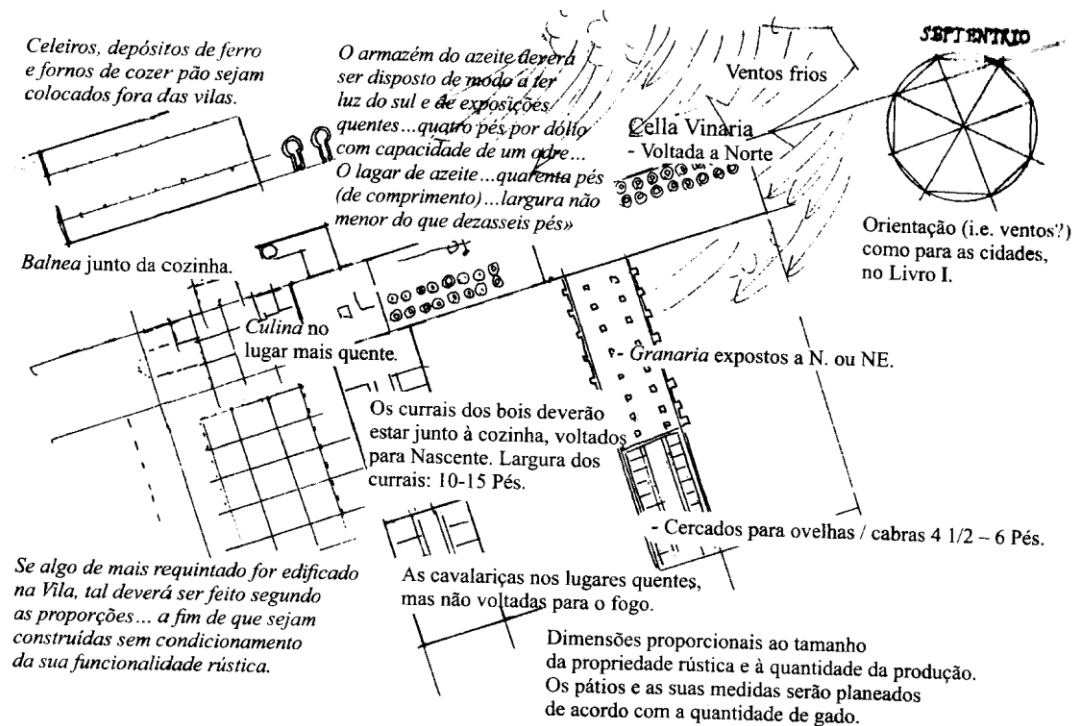 Celeiros, depósitos de ferro
e fornos de cozer pão sejam
colocados fora das vilas.
O armazém do azeite deverá
ser disposto de modo a ter
luz do sul e de exposições
quentes...quatro pés por dólio
com capacidade de um odre...
O lagar de azeite...quarenta pés
(de comprimento)...largura não
menor do que dezasseis pés»
Ventos frios
SEPTENTRIO
Cella Vinaria
- Voltada a Norte
Orientação (i.e. ventos?)
como para as cidades,
no Livro I.
Balnea junto da cozinha.
Culina no
lugar mais quente.
- Granaria expostos a N. ou NE.
Os currais dos bois deverão
estar junto à cozinha, voltados
para Nascente. Largura dos
currais: 10-15 Pés.
- Cercados para ovelhas / cabras 4 1/2 – 6 Pés.
Se algo de mais requintado for edificado
na Vila, tal deverá ser feito segundo
as proporções... a fim de que sejam
construídas sem condicionamento
da sua funcionalidade rústica.
As cavalariças nos lugares quentes,
mas não voltadas para o fogo.
Dimensões proporcionais ao tamanho
da propriedade rústica e à quantidade da produção.
Os pátios e as suas medidas serão planeados
de acordo com a quantidade de gado.